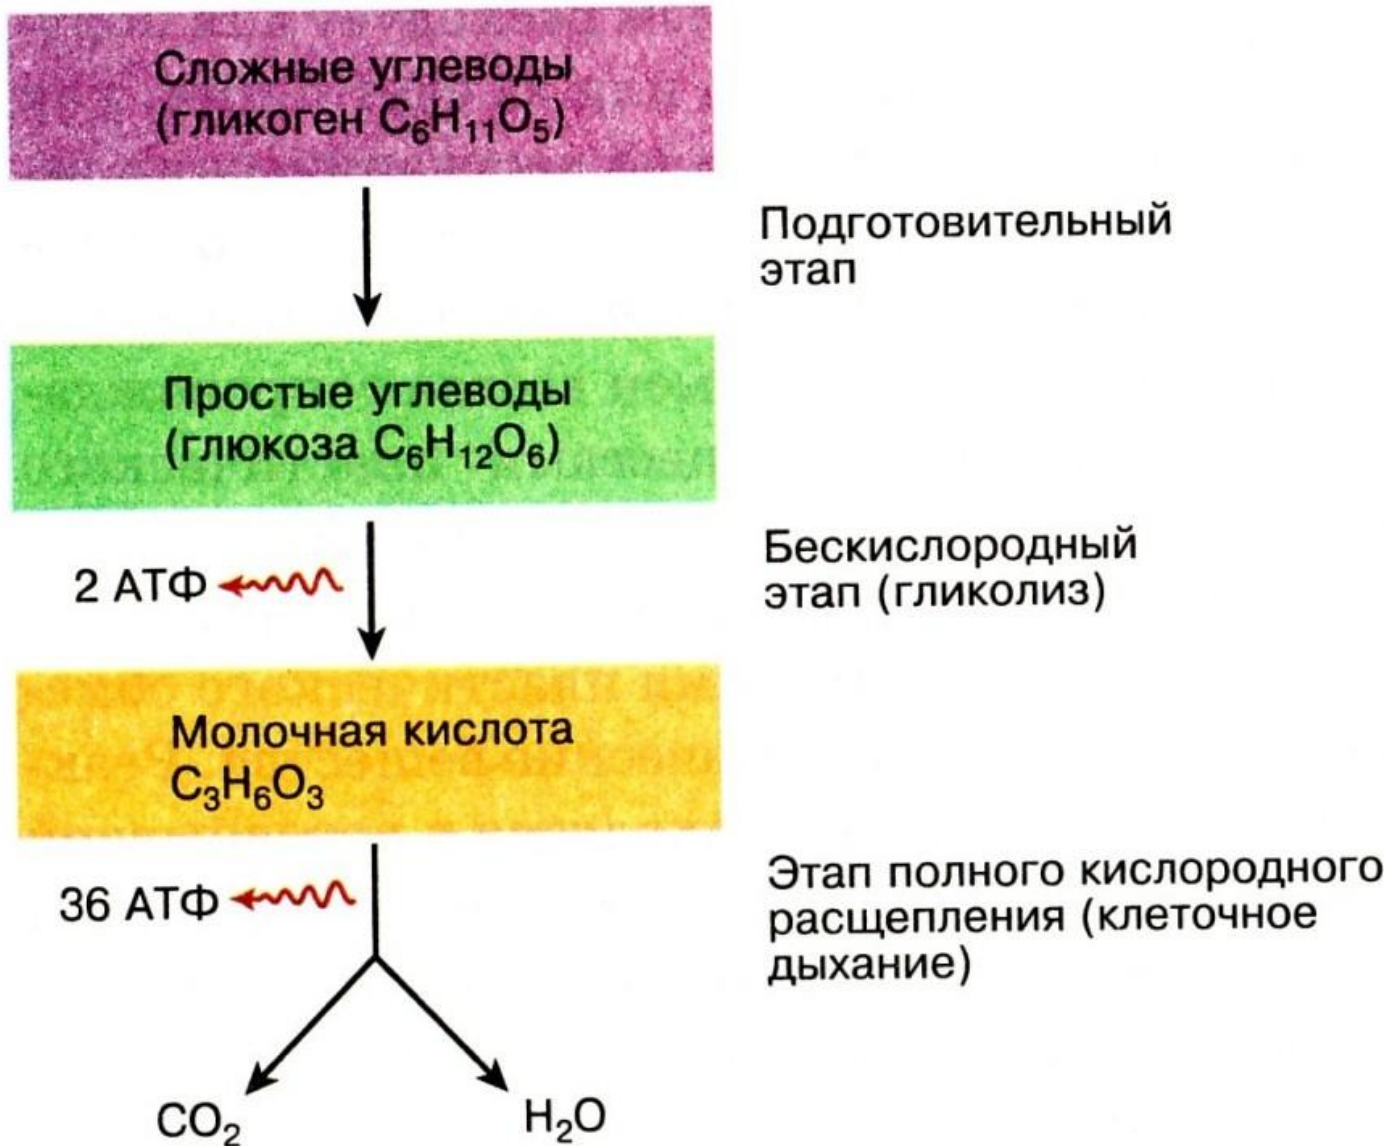 Сложные углеводы
(гликоген C₆H₁₁O₅)
Подготовительный
этап
Простые углеводы
(глюкоза C₆H₁₂O₆)
2 АТФ
Бескислородный
этап (гликолиз)
Молочная кислота
C₃H₆O₃
36 АТФ
Этап полного кислородного
расщепления (клеточное
дыхание)
CO₂
H₂O